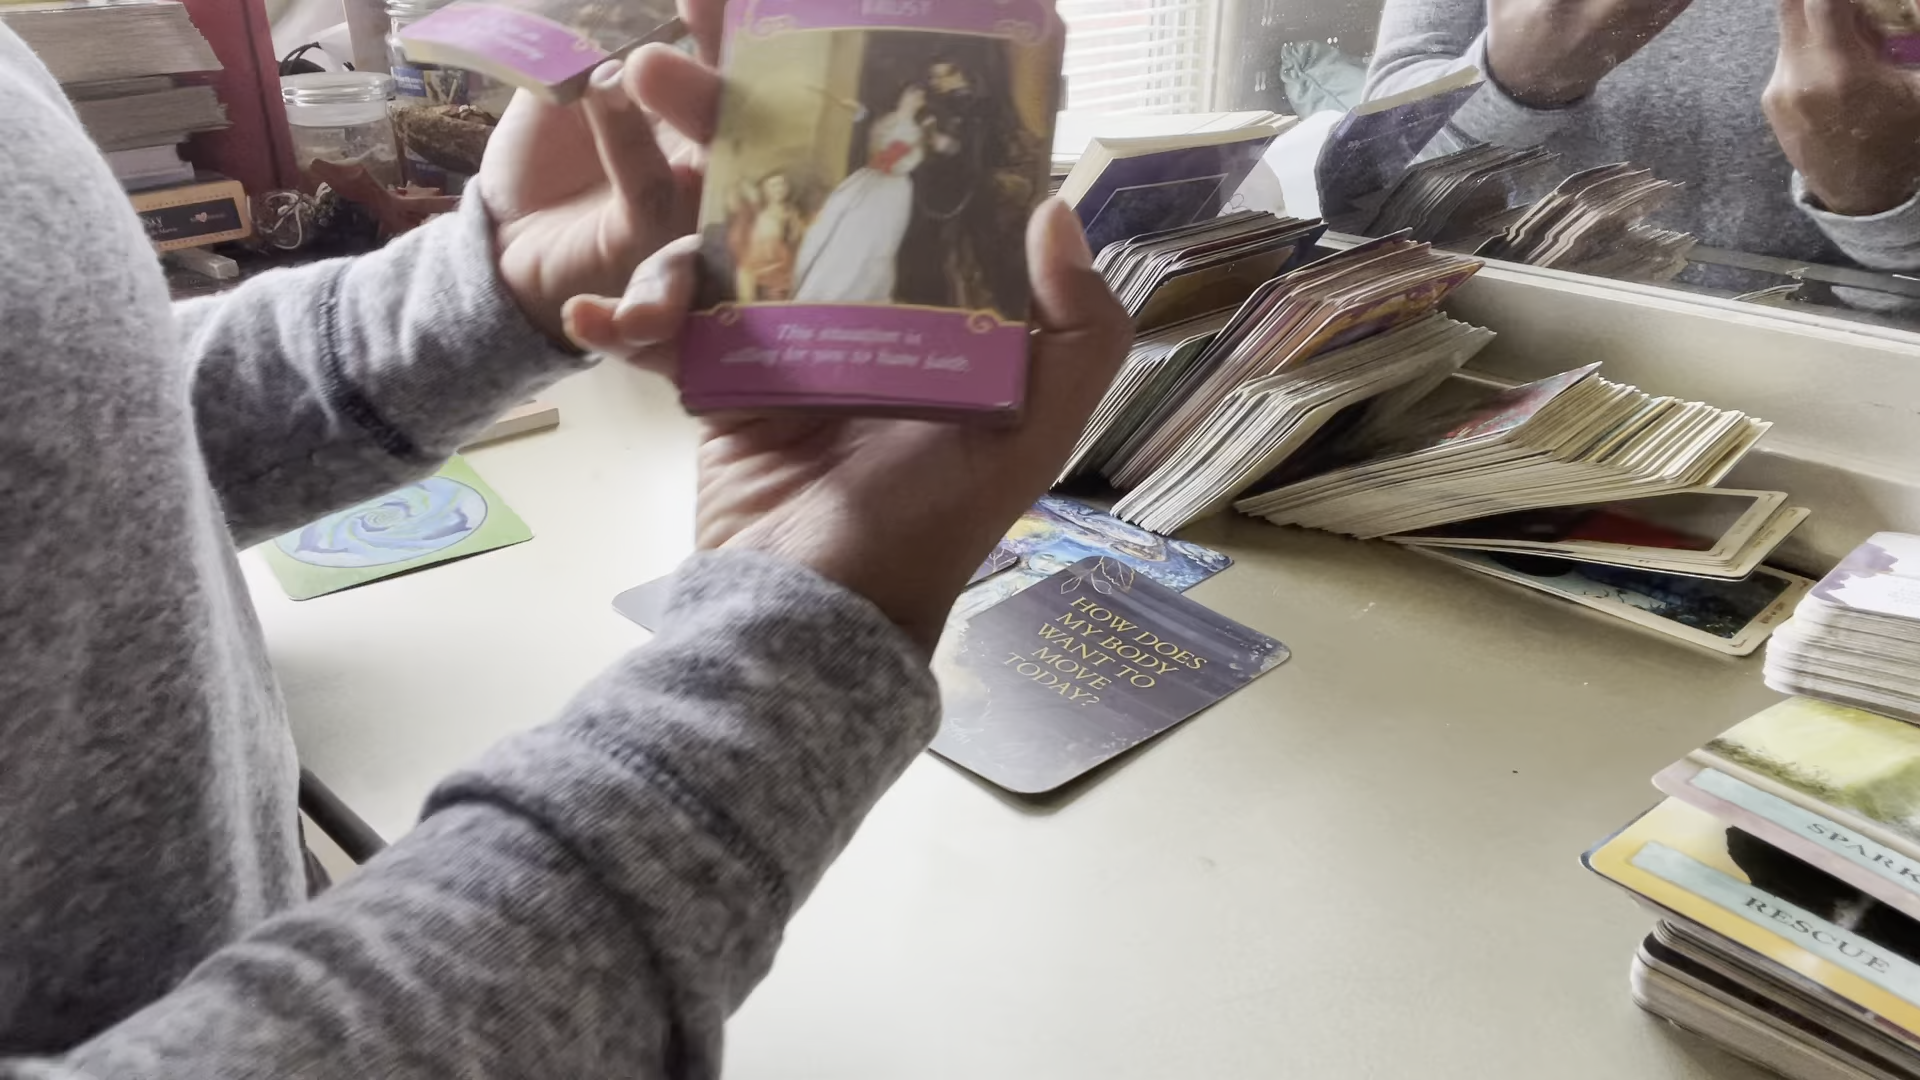 TRUST
This situation is
calling for you to have faith.
HOW DOES
MY BODY
WANT TO
MOVE
TODAY?
SPARK
RESCUE